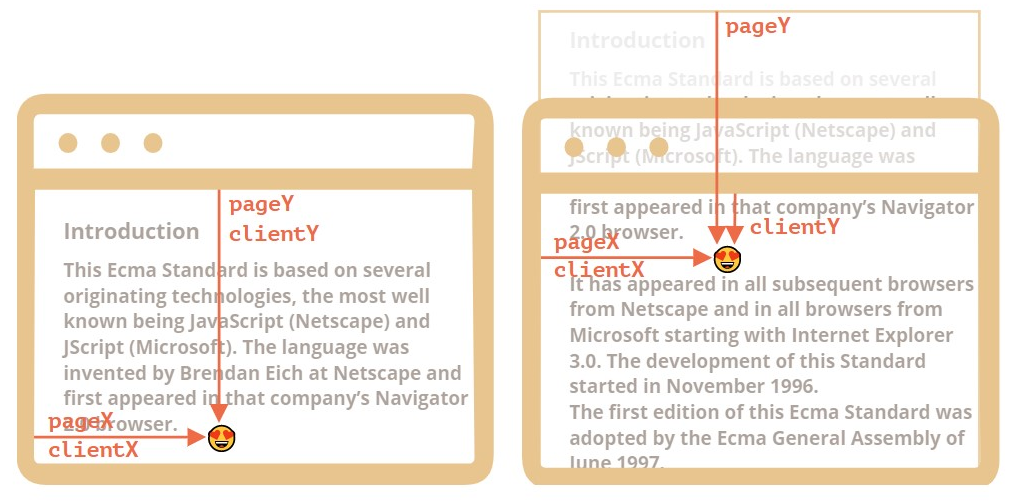 pageY
clientY
Introduction
This Ecma Standard is based on several
originating technologies, the most well
known being JavaScript (Netscape) and
JScript (Microsoft). The language was
invented by Brendan Eich at Netscape and
first appeared in that company's Navigator
2.0 browser.
pageX
clientX
pageY
Introduction
This Ecma Standard is based on several
known being JavaScript (Netscape) and
JScript (Microsoft). The language was
first appeared in that company's Navigator
2.0 browser.
clientY
pageX
clientX
It has appeared in all subsequent browsers
from Netscape and in all browsers from
Microsoft starting with Internet Explorer
3.0. The development of this Standard
started in November 1996.
The first edition of this Ecma Standard was
adopted by the Ecma General Assembly of
June 1997.